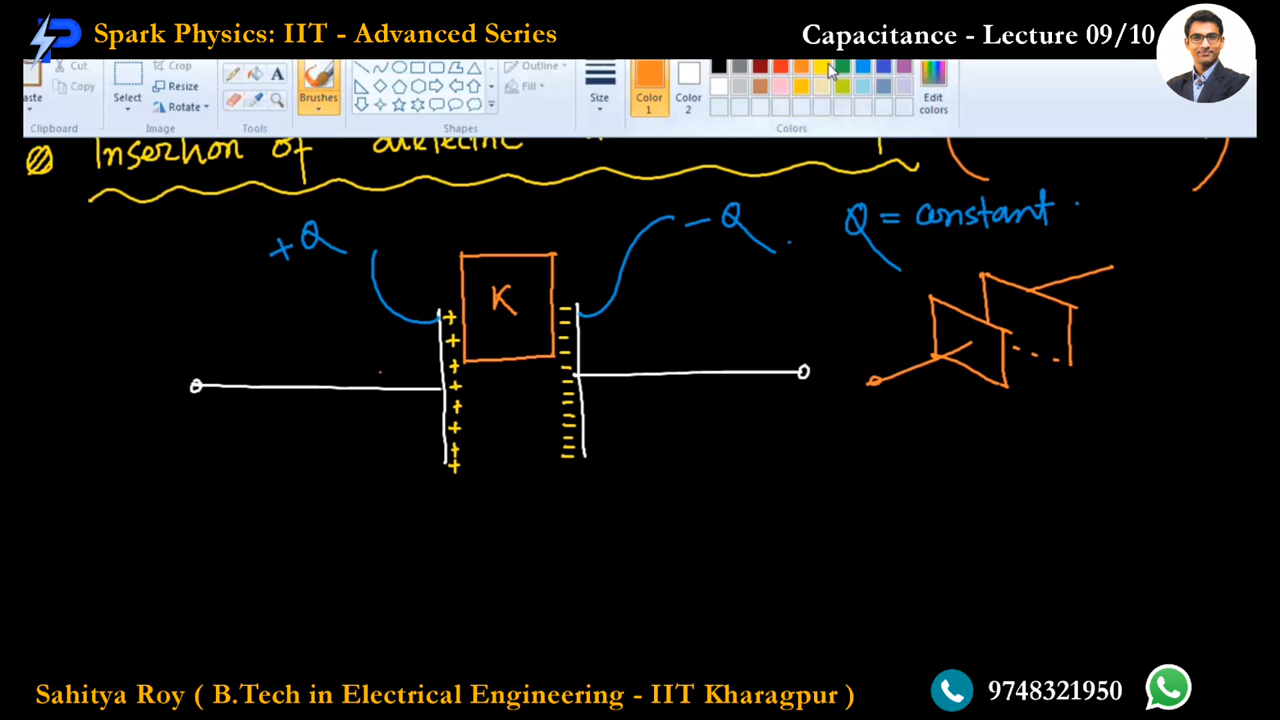 Spark Physics: IIT - Advanced Series
Capacitance - Lecture 09/10
Cut
Copy
Clipboard
Select
Crop
Resize
Rotate
Image
Tools
Brushes
Shapes
Outline
Fill
Size
Color 1
Color 2
Edit colors
Colors
Insertion of dielectric
+Q
-Q
Q = constant
K
Sahitya Roy ( B.Tech in Electrical Engineering - IIT Kharagpur )
9748321950